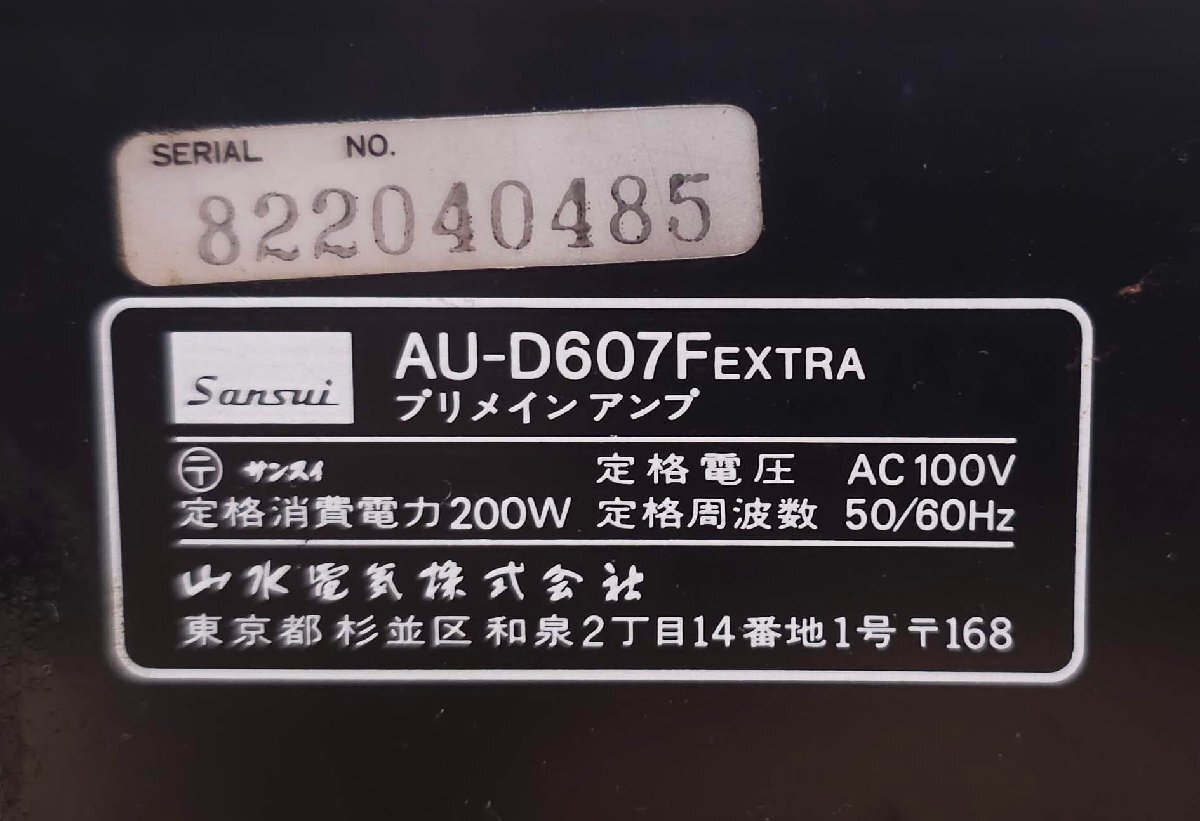 SERIAL NO.
822040485
Sansui
AU-D607F EXTRA
プリメインアンプ
〶 サンスイ 定格電圧 AC100V
定格消費電力200W 定格周波数 50/60Hz
山水電気株式会社
東京都杉並区和泉2丁目14番地1号〒168